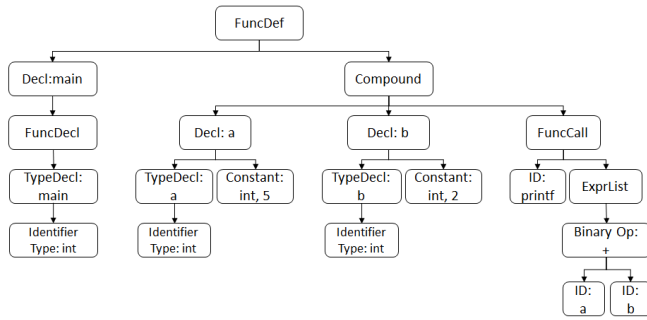 FuncDef
Decl:main
Compound
FuncDecl
Decl: a
Decl: b
FuncCall
TypeDecl:
main
TypeDecl:
a
Constant:
int, 5
TypeDecl:
b
Constant:
int, 2
ID:
printf
ExprList
Identifier
Type: int
Identifier
Type: int
Identifier
Type: int
Binary Op:
+
ID:
a
ID:
b